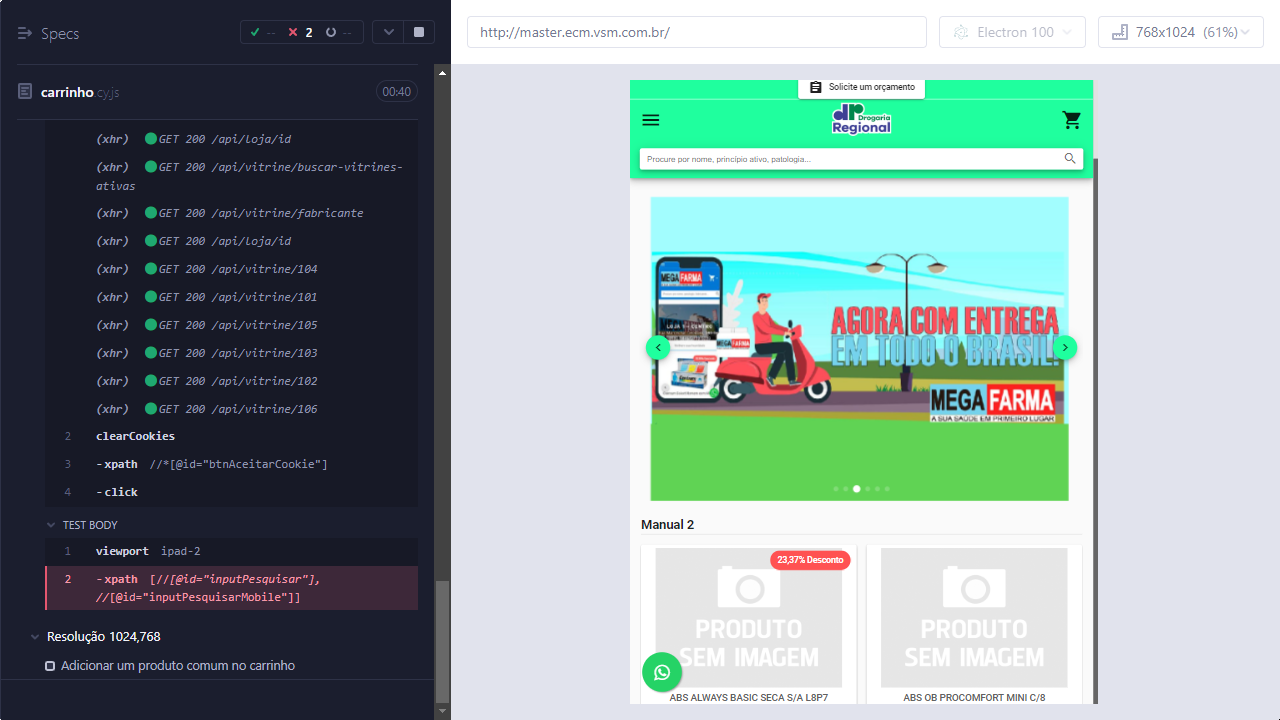 Specs
--
2
--
carrinho.cy.js
00:40
(xhr) GET 200 /api/loja/id
(xhr) GET 200 /api/vitrine/buscar-vitrines-
ativas
(xhr) GET 200 /api/vitrine/fabricante
(xhr) GET 200 /api/loja/id
(xhr) GET 200 /api/vitrine/104
(xhr) GET 200 /api/vitrine/101
(xhr) GET 200 /api/vitrine/105
(xhr) GET 200 /api/vitrine/103
(xhr) GET 200 /api/vitrine/102
(xhr) GET 200 /api/vitrine/106
2 clearCookies
3 -xpath //*[@id="btnAceitarCookie"]
4 -click
TEST BODY
1 viewport ipad-2
2 -xpath [//[@id="inputPesquisar"],
//[@id="inputPesquisarMobile"]]
Resolução 1024,768
Adicionar um produto comum no carrinho
http://master.ecm.vsm.com.br/
Electron 100
768x1024 (61%)
Solicite um orçamento
dr Drogaria
Regional
Procure por nome, princípio ativo, patologia...
MEGA FARMA
LOJA V - CENTRO
MEGA FARMA
AGORA COM ENTREGA
EM TODO O BRASIL!
MEGA FARMA
A SUA SAÚDE EM PRIMEIRO LUGAR
Manual 2
23,37% Desconto
PRODUTO
SEM IMAGEM
ABS ALWAYS BASIC SECA S/A L8P7
PRODUTO
SEM IMAGEM
ABS OB PROCOMFORT MINI C/8